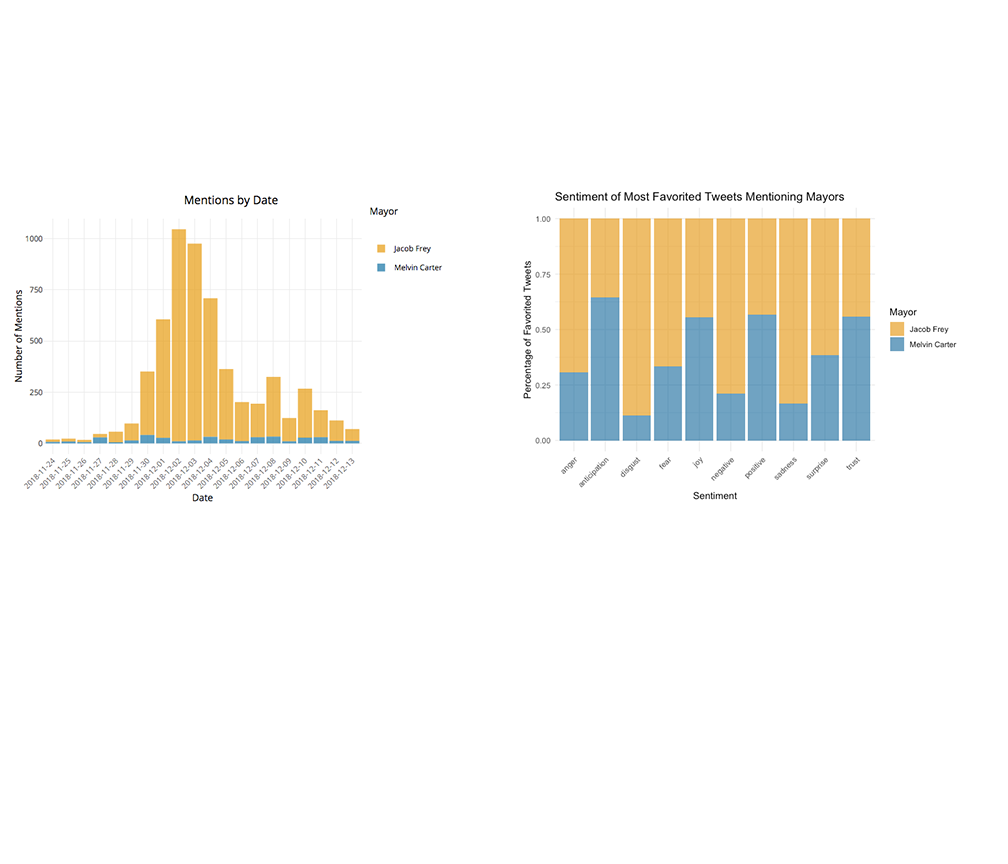 Mentions by Date
Mayor
Jacob Frey
Melvin Carter
Number of Mentions
1000
750
500
250
0
2018-11-24
2018-11-25
2018-11-26
2018-11-27
2018-11-28
2018-11-29
2018-11-30
2018-12-01
2018-12-02
2018-12-03
2018-12-04
2018-12-05
2018-12-06
2018-12-07
2018-12-08
2018-12-09
2018-12-10
2018-12-11
2018-12-12
2018-12-13
Date
Sentiment of Most Favorited Tweets Mentioning Mayors
Percentage of Favorited Tweets
1.00
0.75
0.50
0.25
0.00
anger
anticipation
disgust
fear
joy
negative
positive
sadness
surprise
trust
Sentiment
Mayor
Jacob Frey
Melvin Carter